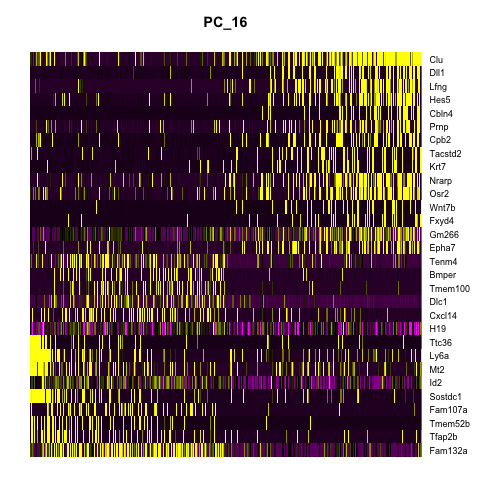 PC_16
Clu
Dll1
Lfng
Hes5
Cbln4
Prnp
Cpb2
Tacstd2
Krt7
Nrarp
Osr2
Wnt7b
Fxyd4
Gm266
Epha7
Tenm4
Bmper
Tmem100
Dlc1
Cxcl14
H19
Ttc36
Ly6a
Mt2
Id2
Sostdc1
Fam107a
Tmem52b
Tfap2b
Fam132a